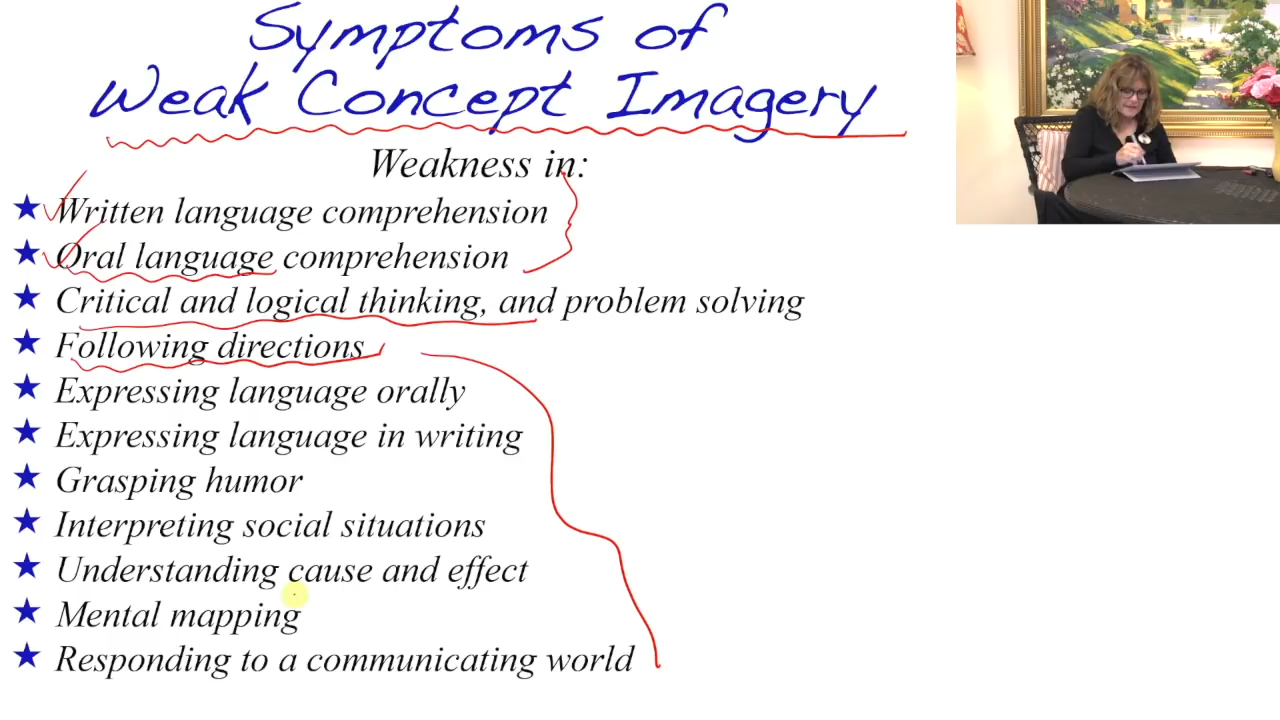 Symptoms of
Weak Concept Imagery
Weakness in:
★ Written language comprehension
★ Oral language comprehension
★ Critical and logical thinking, and problem solving
★ Following directions
★ Expressing language orally
★ Expressing language in writing
★ Grasping humor
★ Interpreting social situations
★ Understanding cause and effect
★ Mental mapping
★ Responding to a communicating world